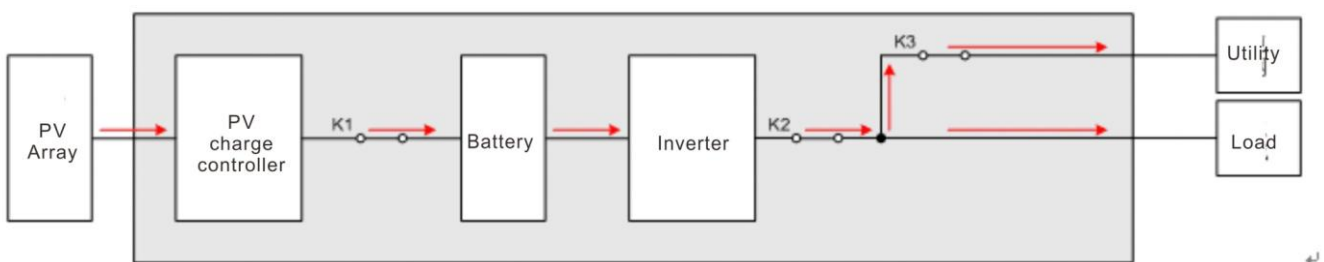 PV
Array
PV
charge
controller
K1
Battery
Inverter
K2
K3
Utility
Load